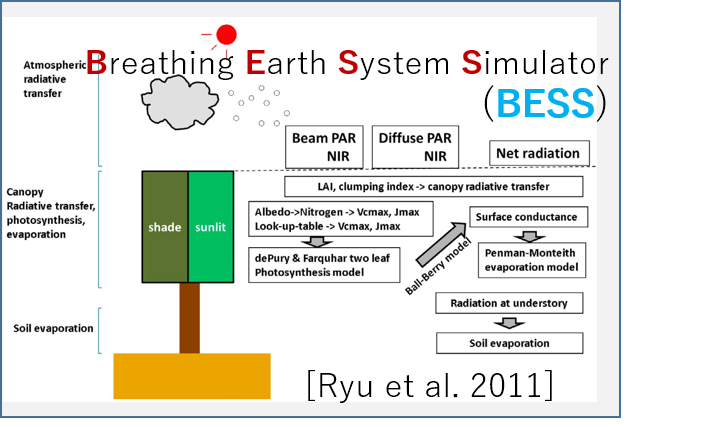 Breathing Earth System Simulator
(BESS)
Atmospheric
radiative
transfer
Beam PAR
NIR
Diffuse PAR
NIR
Net radiation
LAI, clumping index -> canopy radiative transfer
Canopy
Radiative transfer,
photosynthesis,
evaporation
shade
sunlit
Albedo->Nitrogen -> Vcmax, Jmax
Look-up-table -> Vcmax, Jmax
dePury & Farquhar two leaf
Photosynthesis model
Ball-Berry model
Surface conductance
Penman-Monteith
evaporation model
Radiation at understory
Soil evaporation
Soil evaporation
[Ryu et al. 2011]